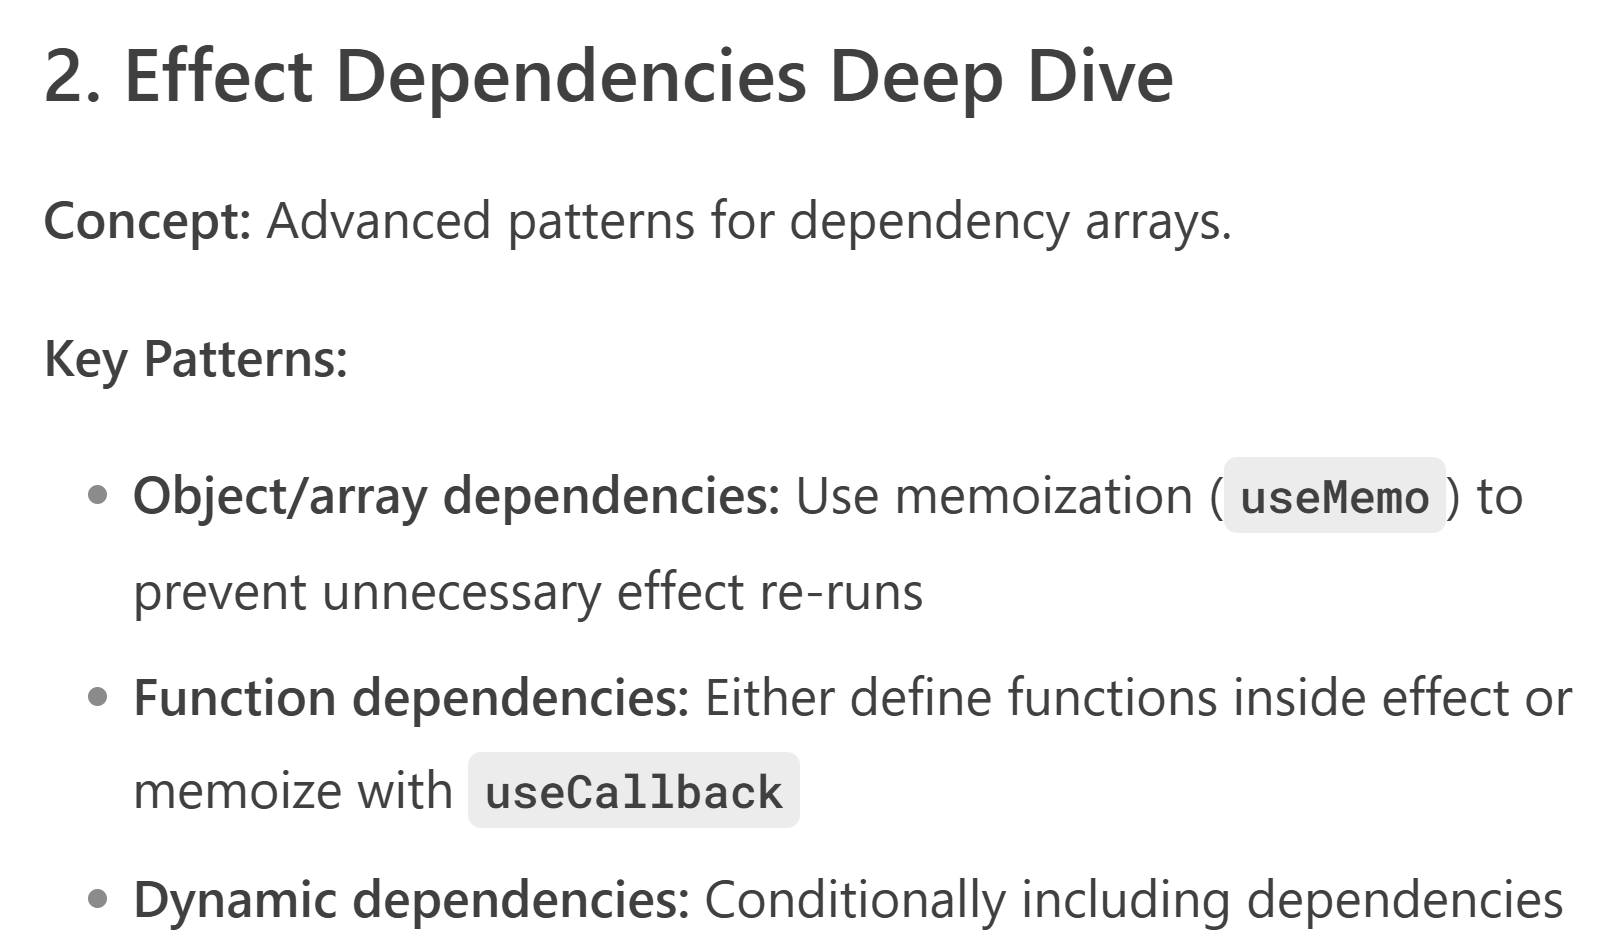 2. Effect Dependencies Deep Dive
Concept: Advanced patterns for dependency arrays.
Key Patterns:
Object/array dependencies: Use memoization (useMemo) to
prevent unnecessary effect re-runs
Function dependencies: Either define functions inside effect or
memoize with useCallback
Dynamic dependencies: Conditionally including dependencies